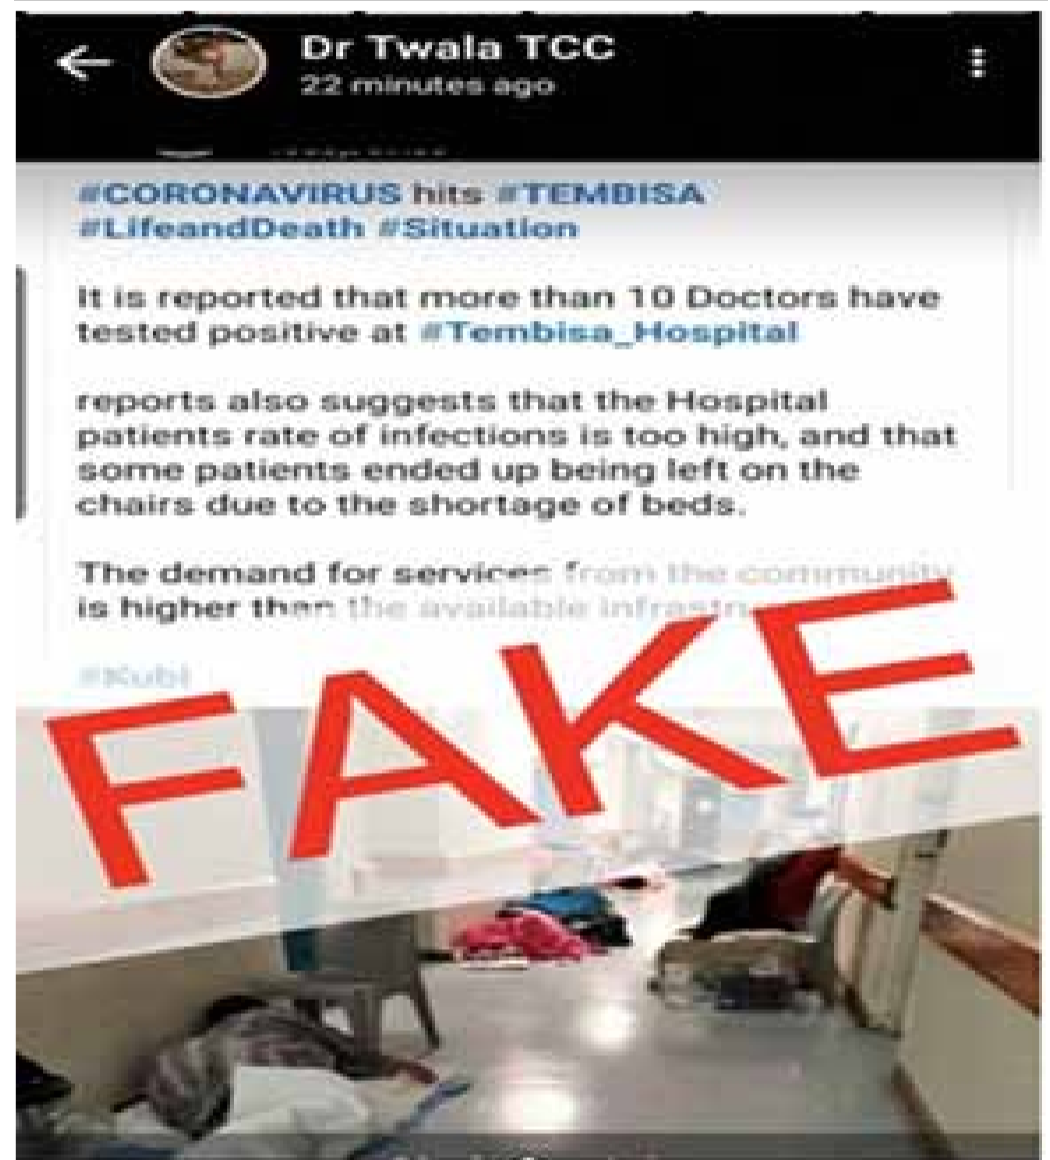 Dr Twala TCC
22 minutes ago
#CORONAVIRUS hits #TEMBISA
#LifeandDeath #Situation
It is reported that more than 10 Doctors have
tested positive at #Tembisa_Hospital
reports also suggests that the Hospital
patients rate of infections is too high, and that
some patients ended up being left on the
chairs due to the shortage of beds.
The demand for services from the community
is higher than the available
#Kubi
FAKE